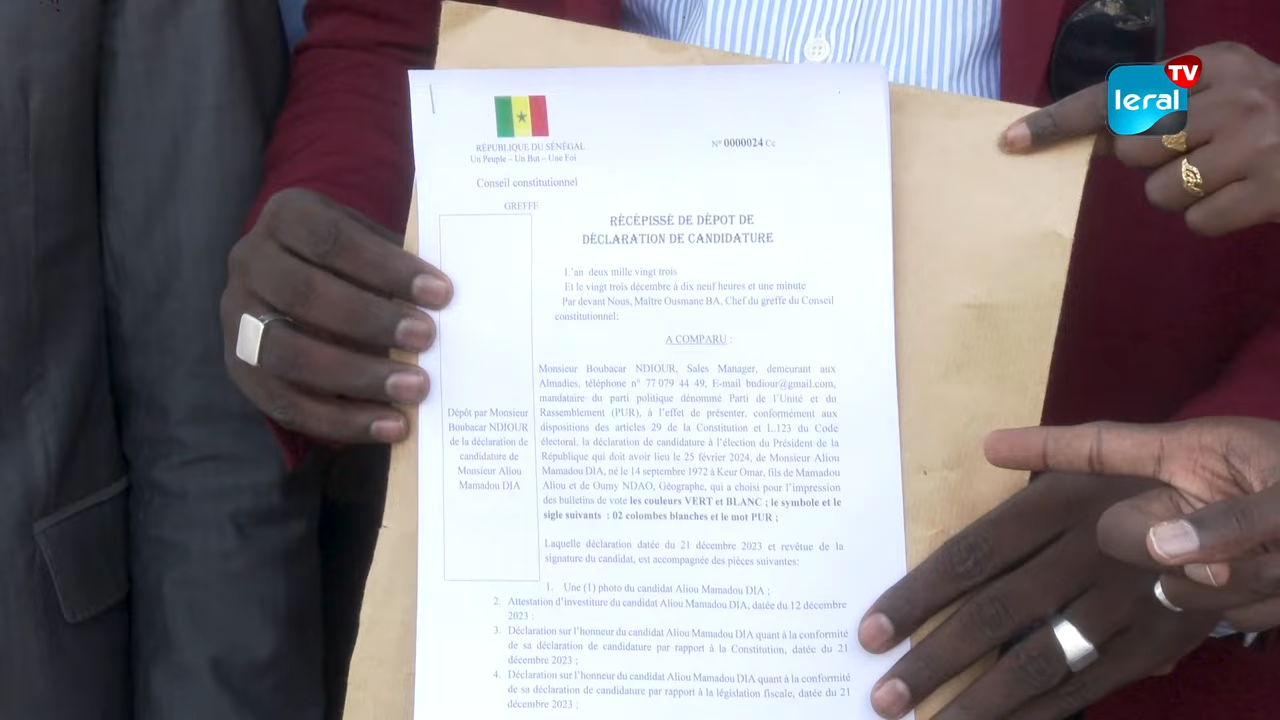 TV
leral
RÉPUBLIQUE DU SÉNÉGAL
Un Peuple – Un But – Une Foi
N° 0000024 Cc
Conseil constitutionnel
GREFFE
RÉCÉPISSÉ DE DÉPOT DE
DÉCLARATION DE CANDIDATURE
L'an deux mille vingt trois
Et le vingt trois décembre à dix neuf heures et une minute
Par devant Nous, Maître Ousmane BA, Chef du greffe du Conseil
constitutionnel;
A COMPARU :
Monsieur Boubacar NDIOUR, Sales Manager, demeurant aux
Almadies, téléphone n° 77 079 44 49, E-mail bndiour@gmail.com,
mandataire du parti politique dénommé Parti de l'Unité et du
Rassemblement (PUR), à l'effet de présenter, conformément aux
dispositions des articles 29 de la Constitution et L.123 du Code
électoral, la déclaration de candidature à l'élection du Président de la
République qui doit avoir lieu le 25 février 2024, de Monsieur Aliou
Mamadou DIA, né le 14 septembre 1972 à Keur Omar, fils de Mamadou
Aliou et de Oumy NDAO, Géographe, qui a choisi pour l'impression
des bulletins de vote les couleurs VERT et BLANC ; le symbole et le
sigle suivants : 02 colombes blanches et le mot PUR ;
Dépôt par Monsieur
Boubacar NDIOUR
de la déclaration de
candidature de
Monsieur Aliou
Mamadou DIA
Laquelle déclaration datée du 21 décembre 2023 et revêtue de la
signature du candidat, est accompagnée des pièces suivantes:
1. Une (1) photo du candidat Aliou Mamadou DIA ;
2. Attestation d'investiture du candidat Aliou Mamadou DIA, datée du 12 décembre
2023 ;
3. Déclaration sur l'honneur du candidat Aliou Mamadou DIA quant à la conformité
de sa déclaration de candidature par rapport à la Constitution, datée du 21
décembre 2023 ;
4. Déclaration sur l'honneur du candidat Aliou Mamadou DIA quant à la conformité
de sa déclaration de candidature par rapport à la législation fiscale, datée du 21
décembre 2023 ;